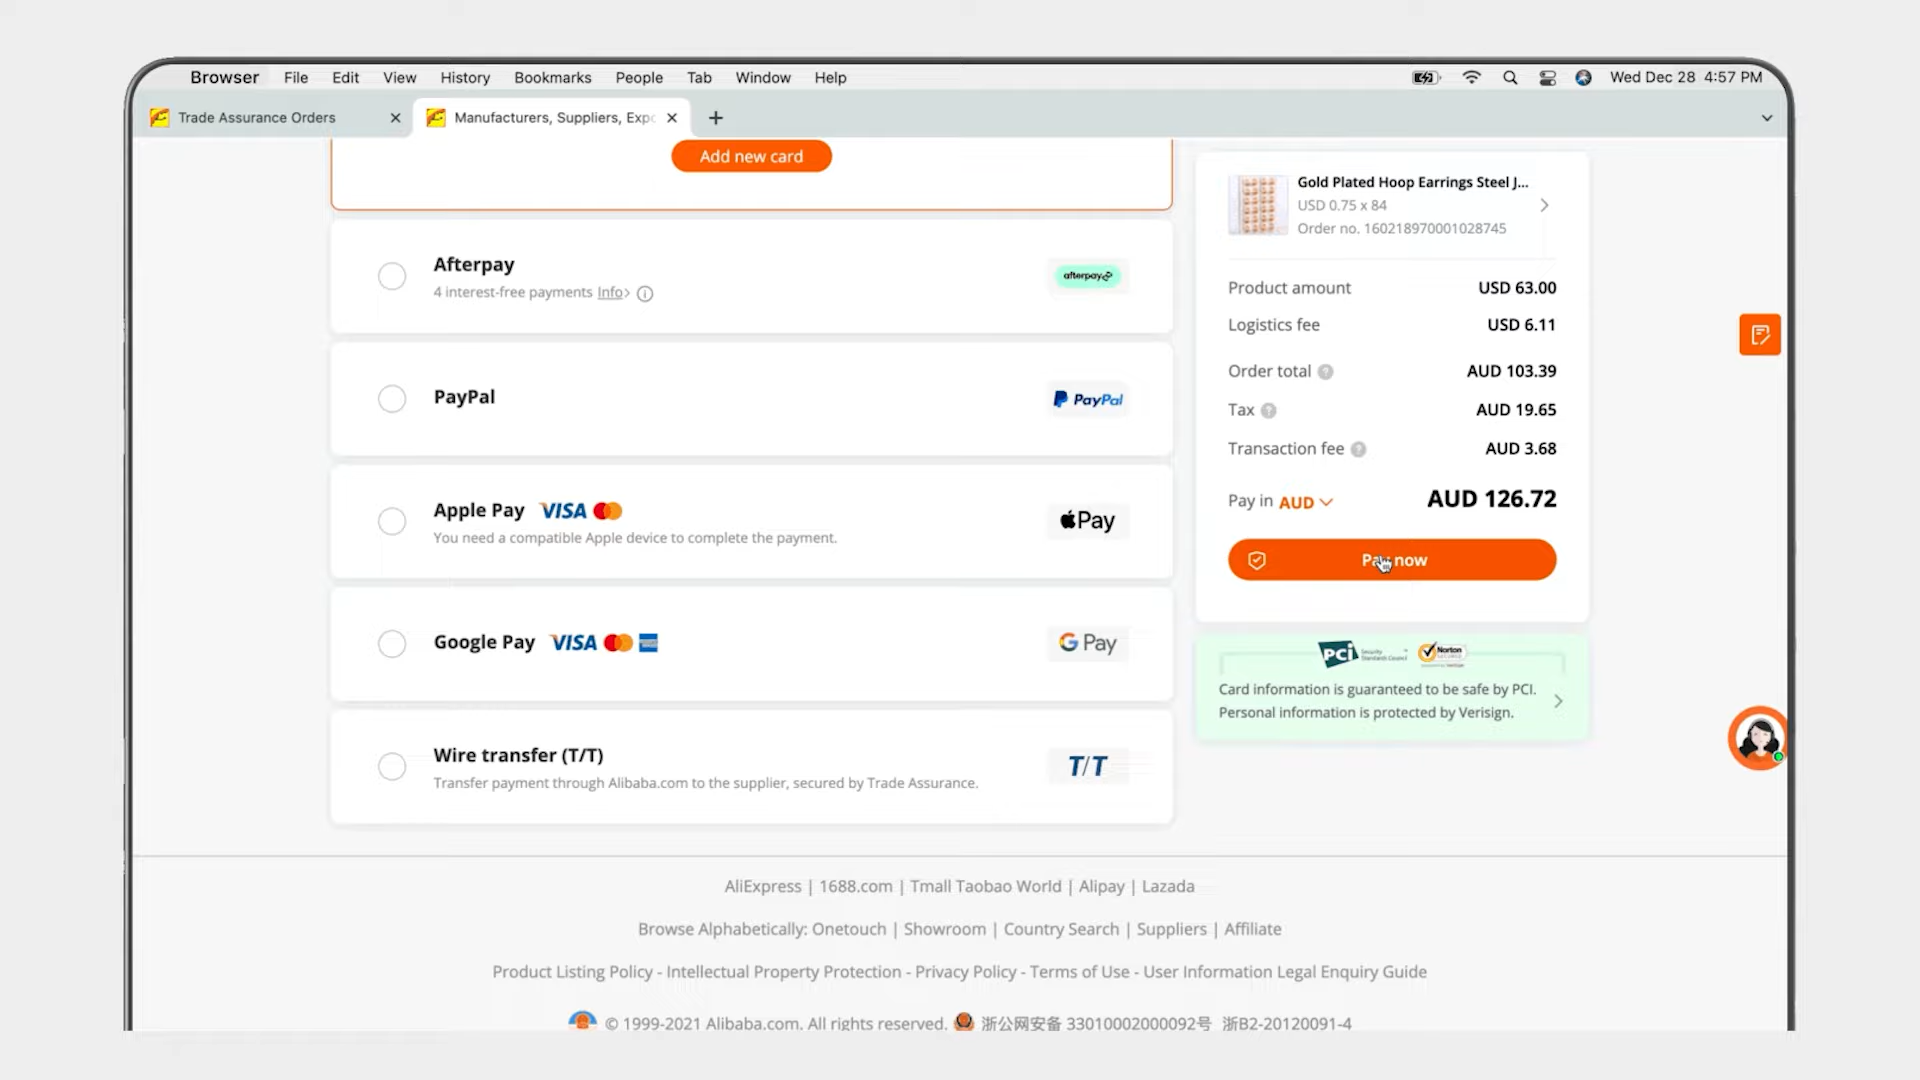 Browser File Edit View History Bookmarks People Tab Window Help
Wed Dec 28 4:57 PM
Trade Assurance Orders
Manufacturers, Suppliers, Expo
Add new card
Afterpay
4 interest-free payments Info>
afterpay
PayPal
PayPal
Apple Pay VISA
You need a compatible Apple device to complete the payment.
Pay
Google Pay VISA
G Pay
Wire transfer (T/T)
Transfer payment through Alibaba.com to the supplier, secured by Trade Assurance.
T/T
Gold Plated Hoop Earrings Steel J...
USD 0.75 x 84
Order no. 160218970001028745
Product amount USD 63.00
Logistics fee USD 6.11
Order total ? AUD 103.39
Tax ? AUD 19.65
Transaction fee ? AUD 3.68
Pay in AUD AUD 126.72
Pay now
PCI Security Standards Council
Norton
Card information is guaranteed to be safe by PCI.
Personal information is protected by Verisign.
AliExpress | 1688.com | Tmall Taobao World | Alipay | Lazada
Browse Alphabetically: Onetouch | Showroom | Country Search | Suppliers | Affiliate
Product Listing Policy - Intellectual Property Protection - Privacy Policy - Terms of Use - User Information Legal Enquiry Guide
© 1999-2021 Alibaba.com. All rights reserved. 浙公网安备 33010002000092号 浙B2-20120091-4